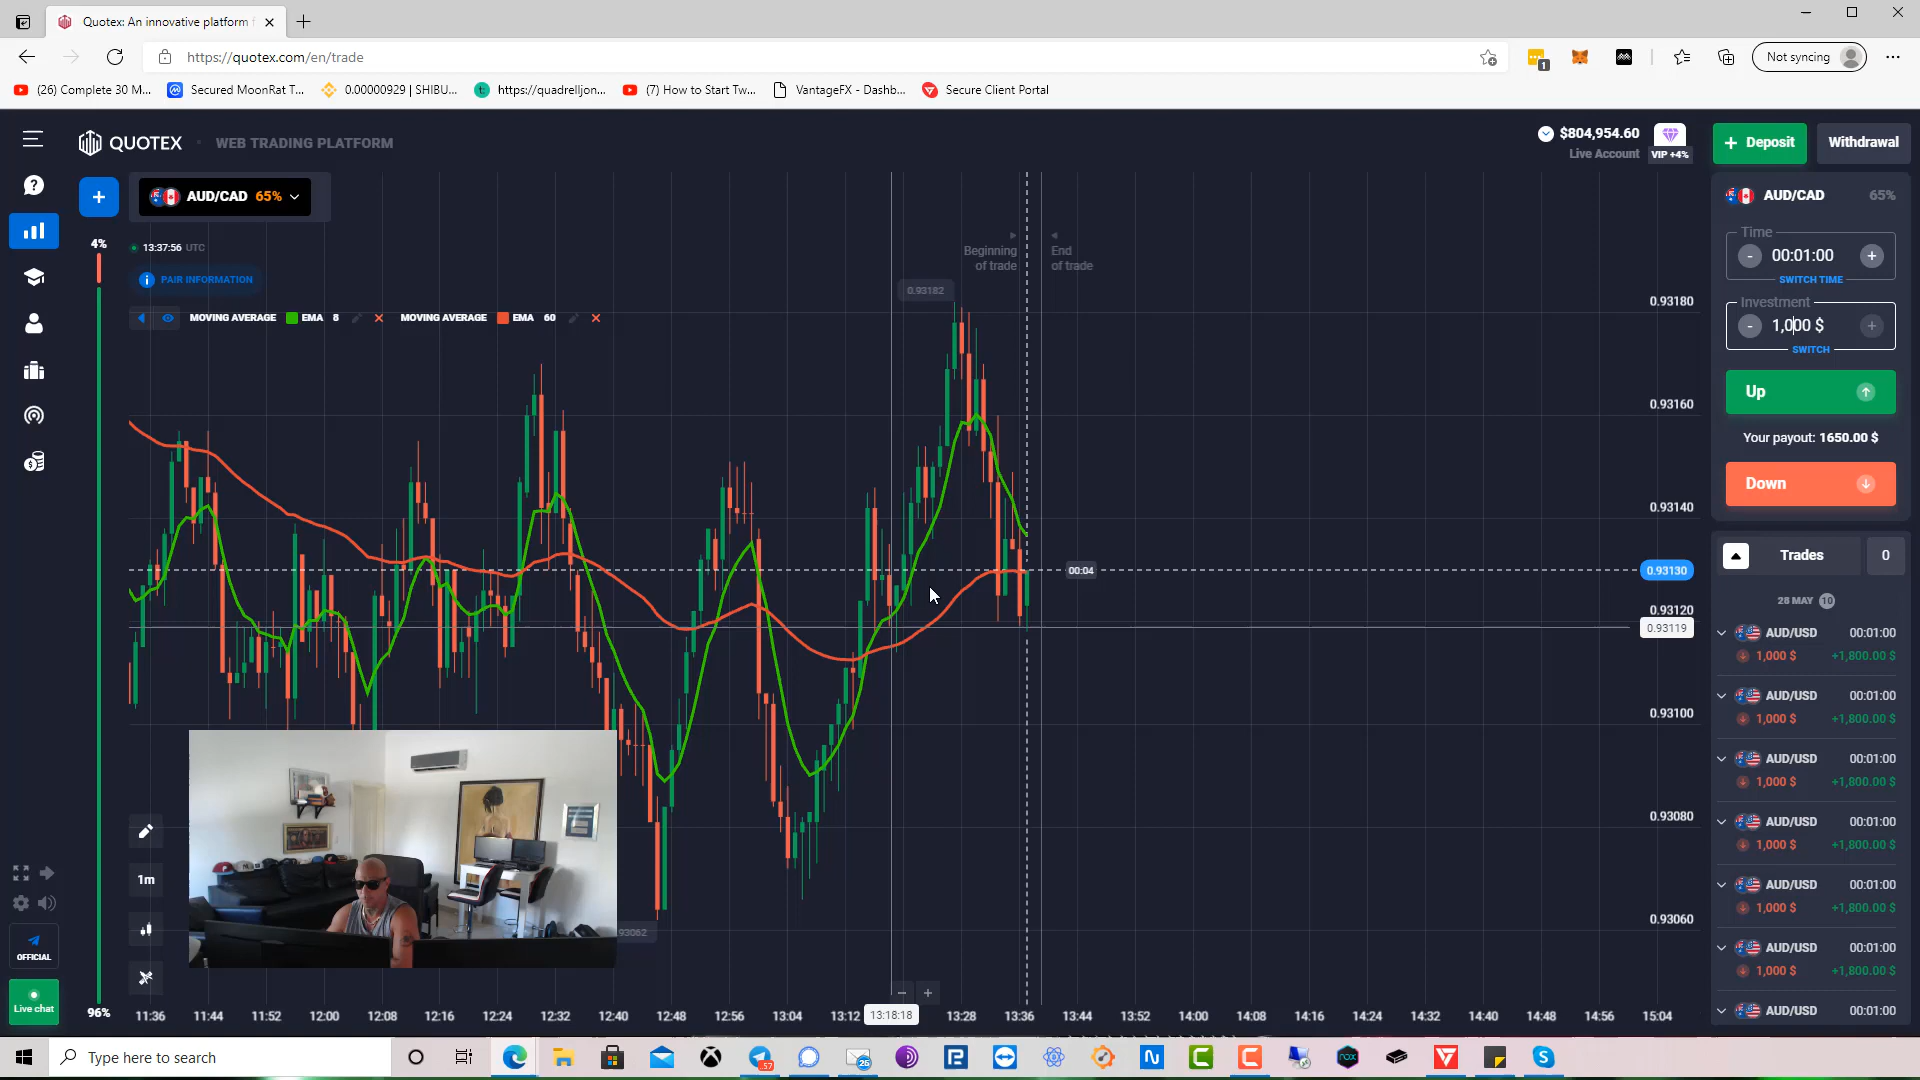 Quotex: An innovative platform f
https://quotex.com/en/trade
1
Not syncing
(26) Complete 30 M...
Secured MoonRat T...
0.00000929 | SHIBU...
https://quadrelljon...
(7) How to Start Tw...
VantageFX - Dashb...
Secure Client Portal
QUOTEX
WEB TRADING PLATFORM
$804,954.60
Live Account
VIP +4%
Deposit
Withdrawal
AUD/CAD 65%
4%
13:37:56 UTC
PAIR INFORMATION
MOVING AVERAGE EMA 8
MOVING AVERAGE EMA 60
Beginning
of trade
End
of trade
0.93182
00:04
0.93180
0.93160
0.93140
0.93130
0.93120
0.93119
0.93100
0.93080
0.93060
93062
1m
OFFICIAL
Live chat
96%
11:36 11:44 11:52 12:00 12:08 12:16 12:24 12:32 12:40 12:48 12:56 13:04 13:12 13:18:18 13:28 13:36 13:44 13:52 14:00 14:08 14:16 14:24 14:32 14:40 14:48 14:56 15:04
AUD/CAD 65%
Time
- 00:01:00 +
SWITCH TIME
Investment
- 1,000 $ +
SWITCH
Up
Your payout: 1650.00 $
Down
Trades 0
28 MAY 10
AUD/USD 00:01:00
1,000 $ +1,800.00 $
AUD/USD 00:01:00
1,000 $ +1,800.00 $
AUD/USD 00:01:00
1,000 $ +1,800.00 $
AUD/USD 00:01:00
1,000 $ +1,800.00 $
AUD/USD 00:01:00
1,000 $ +1,800.00 $
AUD/USD 00:01:00
1,000 $ +1,800.00 $
AUD/USD 00:01:00
Type here to search